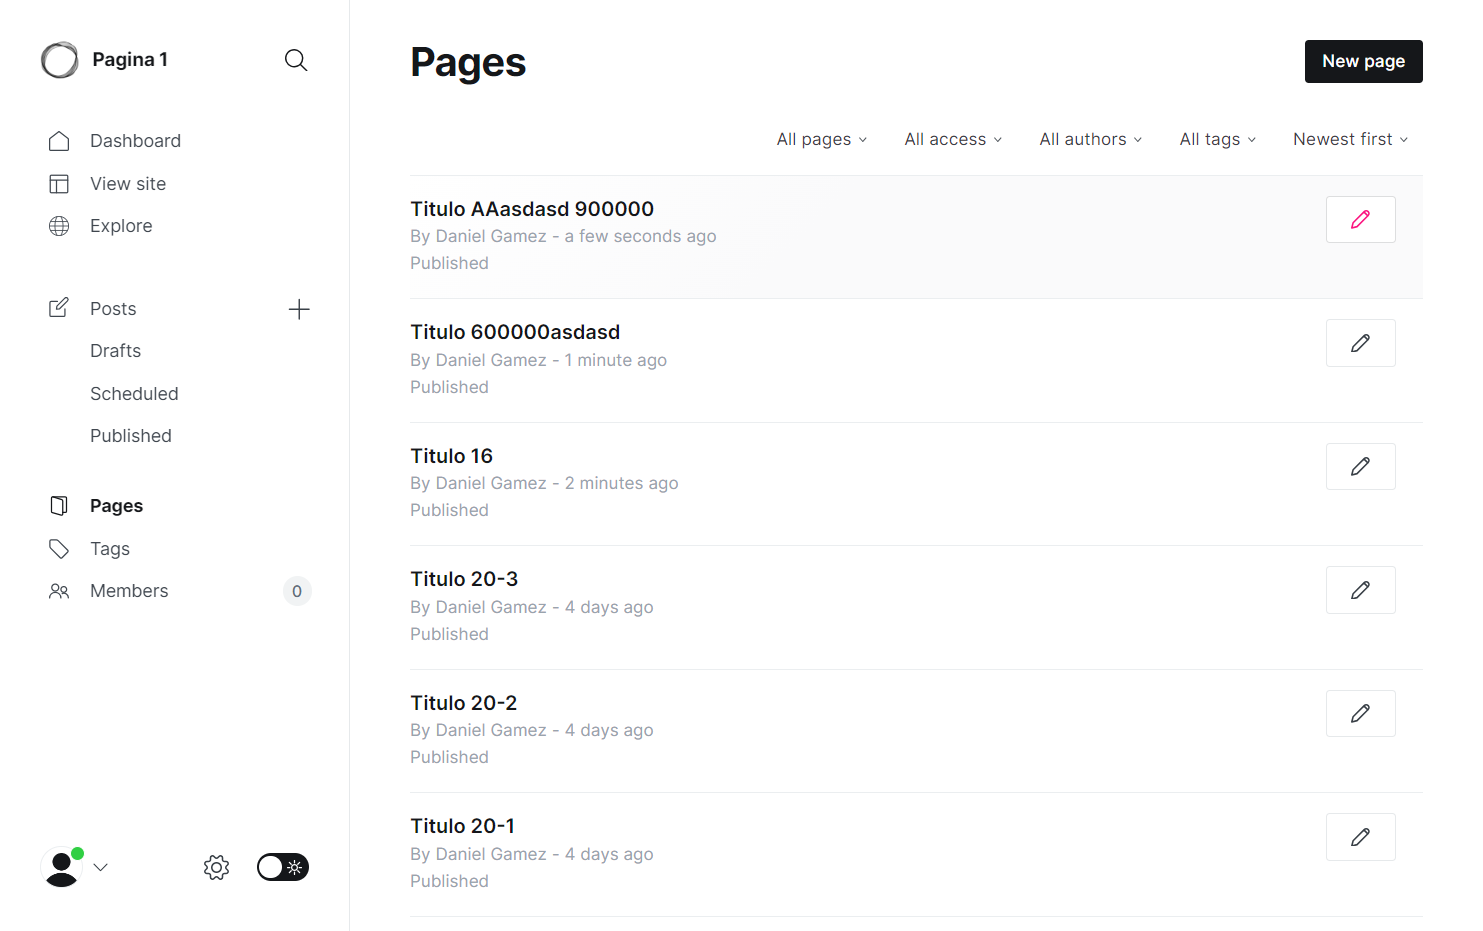 Pagina 1
Dashboard
View site
Explore
Posts
Drafts
Scheduled
Published
Pages
Tags
Members
0
Pages
New page
All pages
All access
All authors
All tags
Newest first
Titulo AAasdasd 900000
By Daniel Gamez - a few seconds ago
Published
Titulo 600000asdasd
By Daniel Gamez - 1 minute ago
Published
Titulo 16
By Daniel Gamez - 2 minutes ago
Published
Titulo 20-3
By Daniel Gamez - 4 days ago
Published
Titulo 20-2
By Daniel Gamez - 4 days ago
Published
Titulo 20-1
By Daniel Gamez - 4 days ago
Published